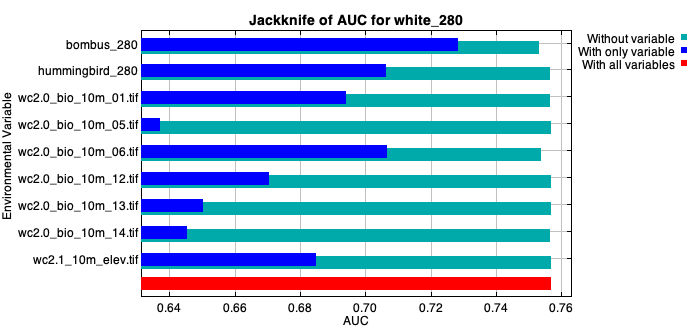 Jackknife of AUC for white_280
Without variable
With only variable
With all variables
Environmental Variable
bombus_280
hummingbird_280
wc2.0_bio_10m_01.tif
wc2.0_bio_10m_05.tif
wc2.0_bio_10m_06.tif
wc2.0_bio_10m_12.tif
wc2.0_bio_10m_13.tif
wc2.0_bio_10m_14.tif
wc2.1_10m_elev.tif
0.64 0.66 0.68 0.70 0.72 0.74 0.76
AUC